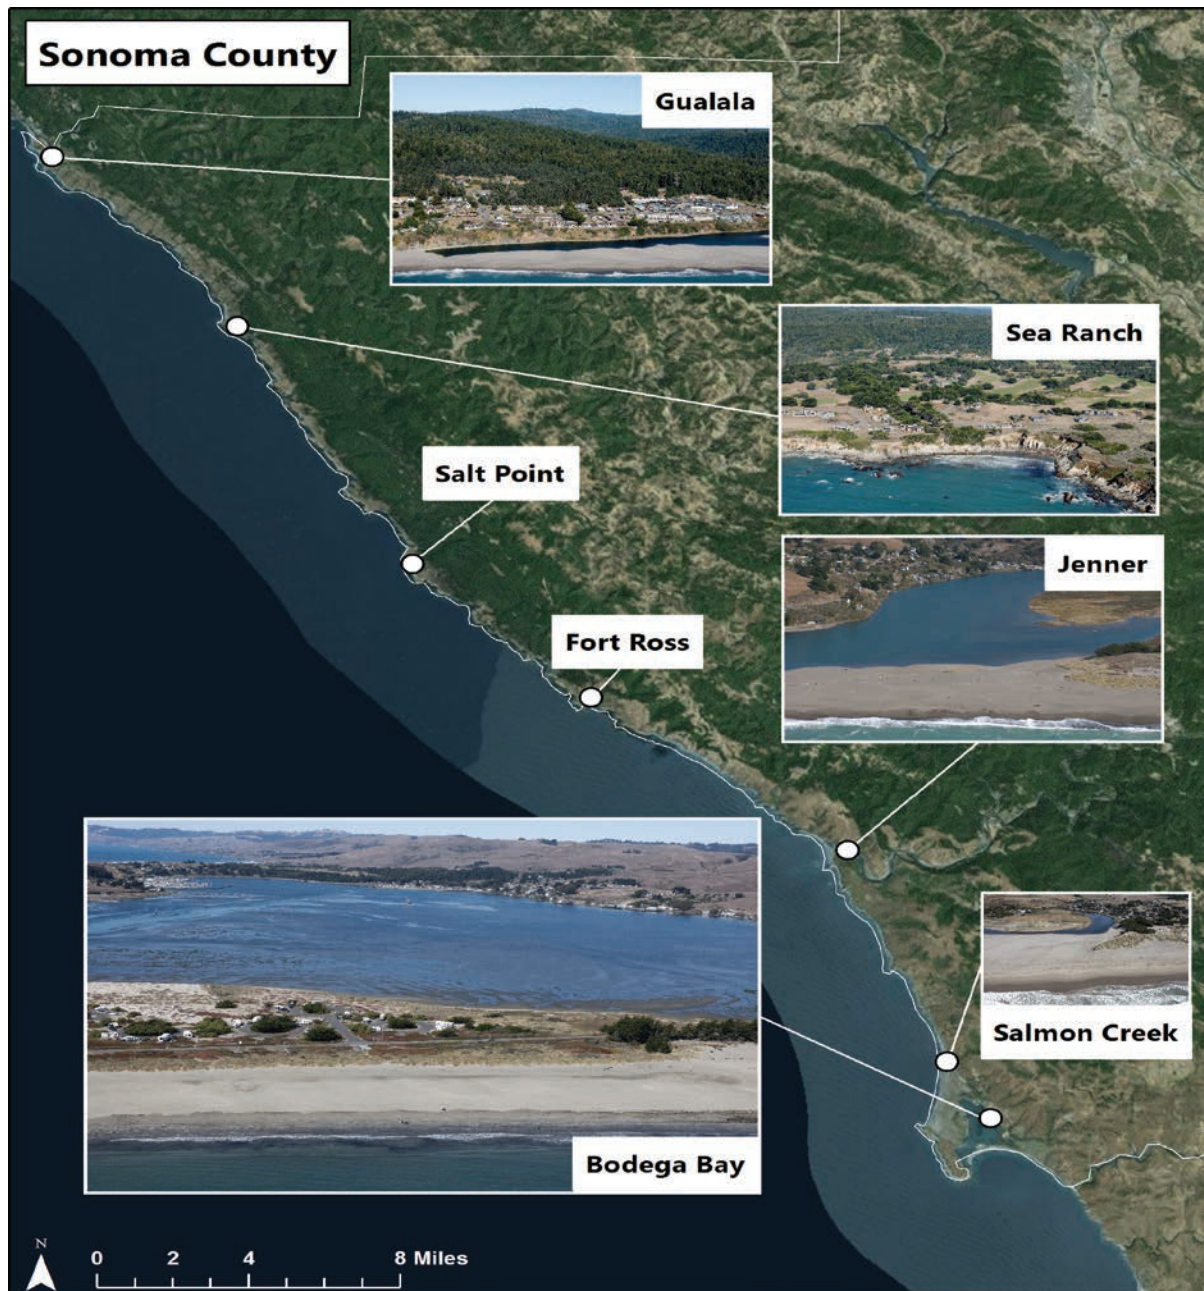 Sonoma County
Gualala
Sea Ranch
Salt Point
Jenner
Fort Ross
Salmon Creek
Bodega Bay
N
0 2 4 8 Miles